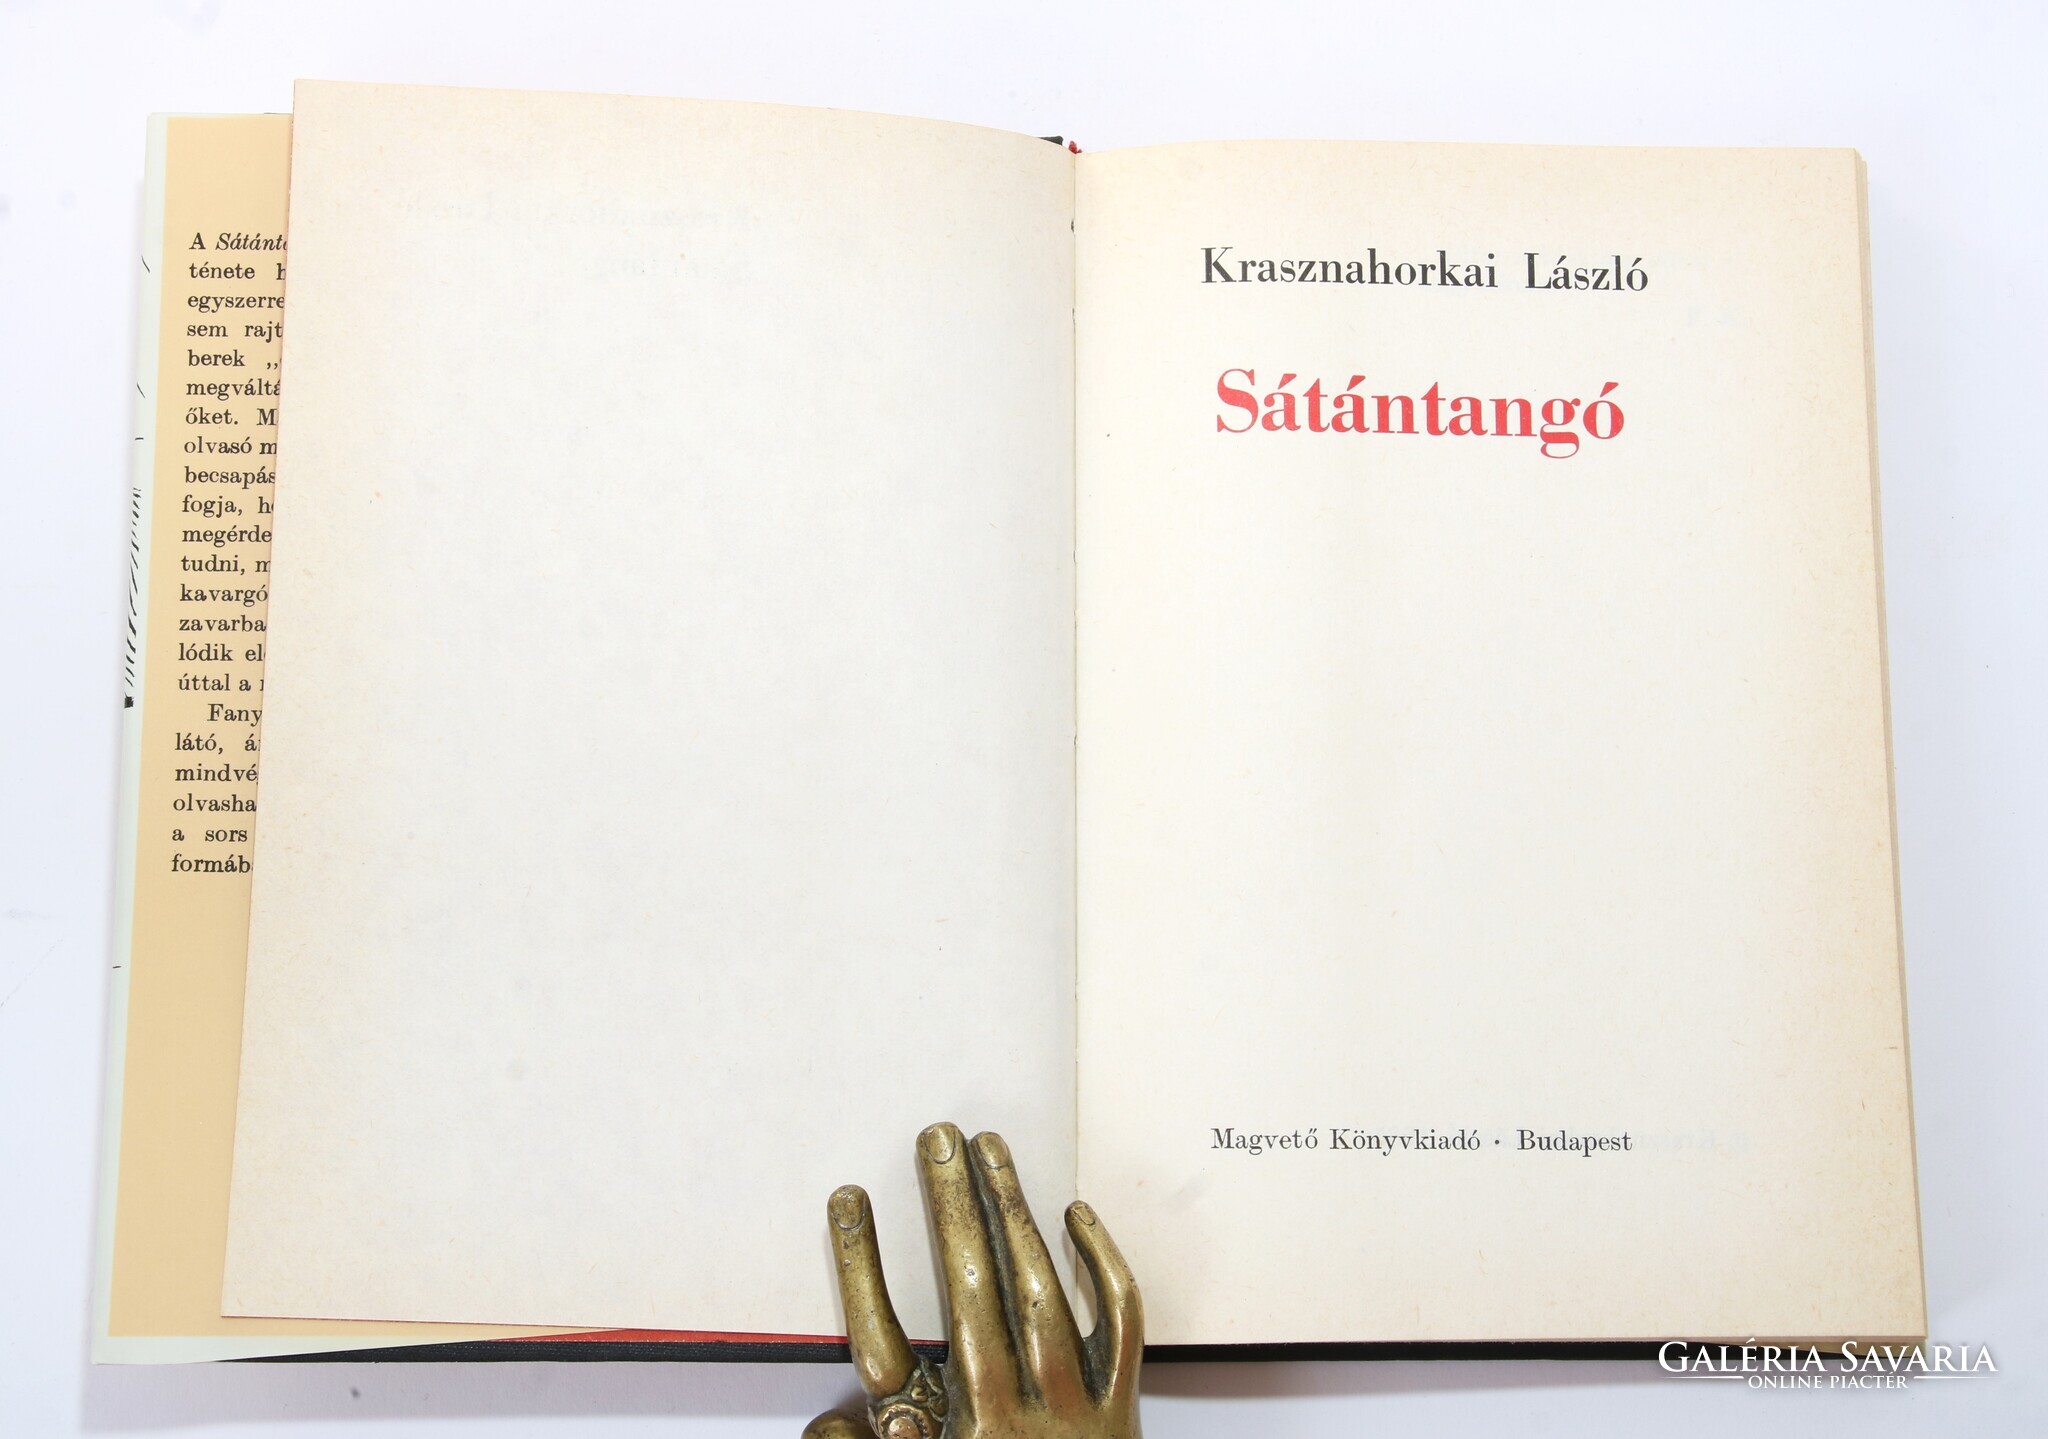 A Sátánt
ténete h
egyszerre
sem rajt
berek „
megváltá
őket. M
olvasó m
becsapás
fogja, h
megérde
tudni, m
kavargó
zavarba
lódik el
úttal a
Fany
látó, á
mindvé
olvasha
a sors
formáb
Krasznahorkai László
Sátántangó
Magvető Könyvkiadó · Budapest
GALÉRIA SAVARIA
ONLINE PIACTÉR